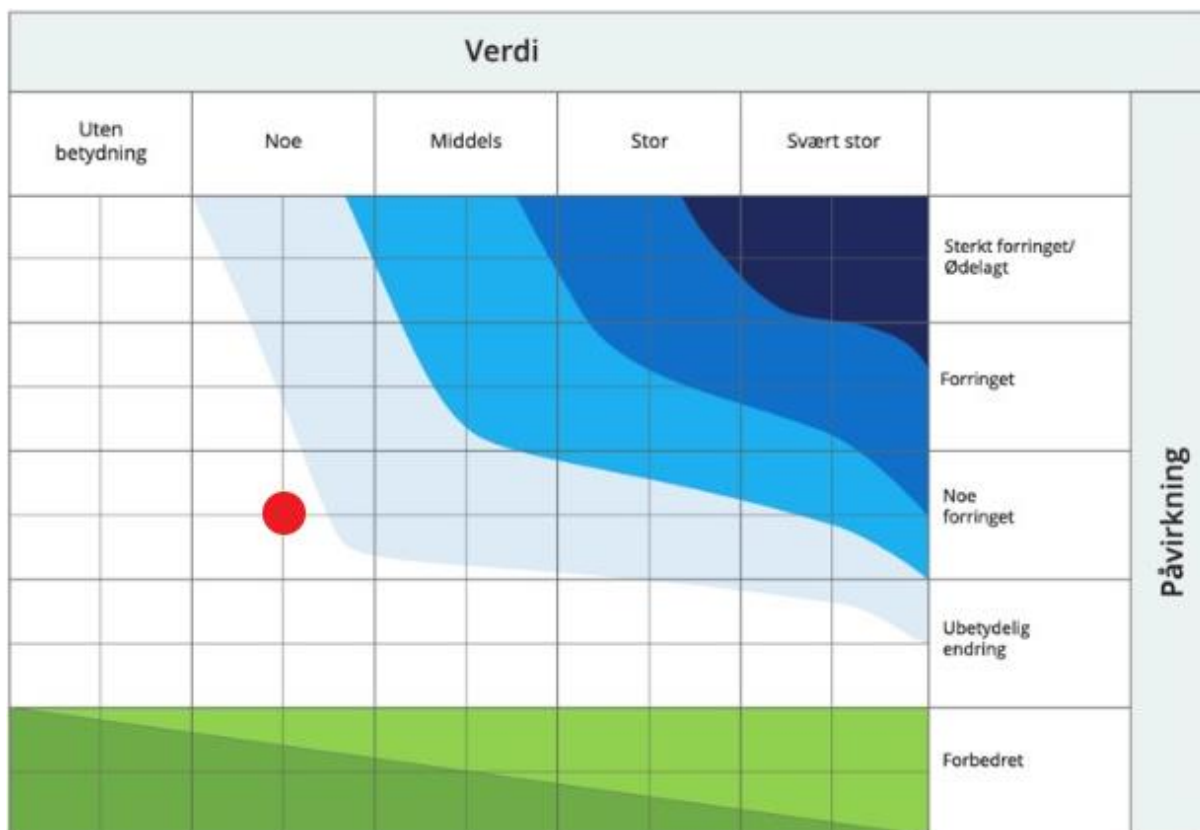 Verdi
Uten
betydning
Noe
Middels
Stor
Svært stor
Sterkt forringet/
Ødelagt
Forringet
Noe
forringet
Ubetydelig
endring
Forbedret
Påvirkning